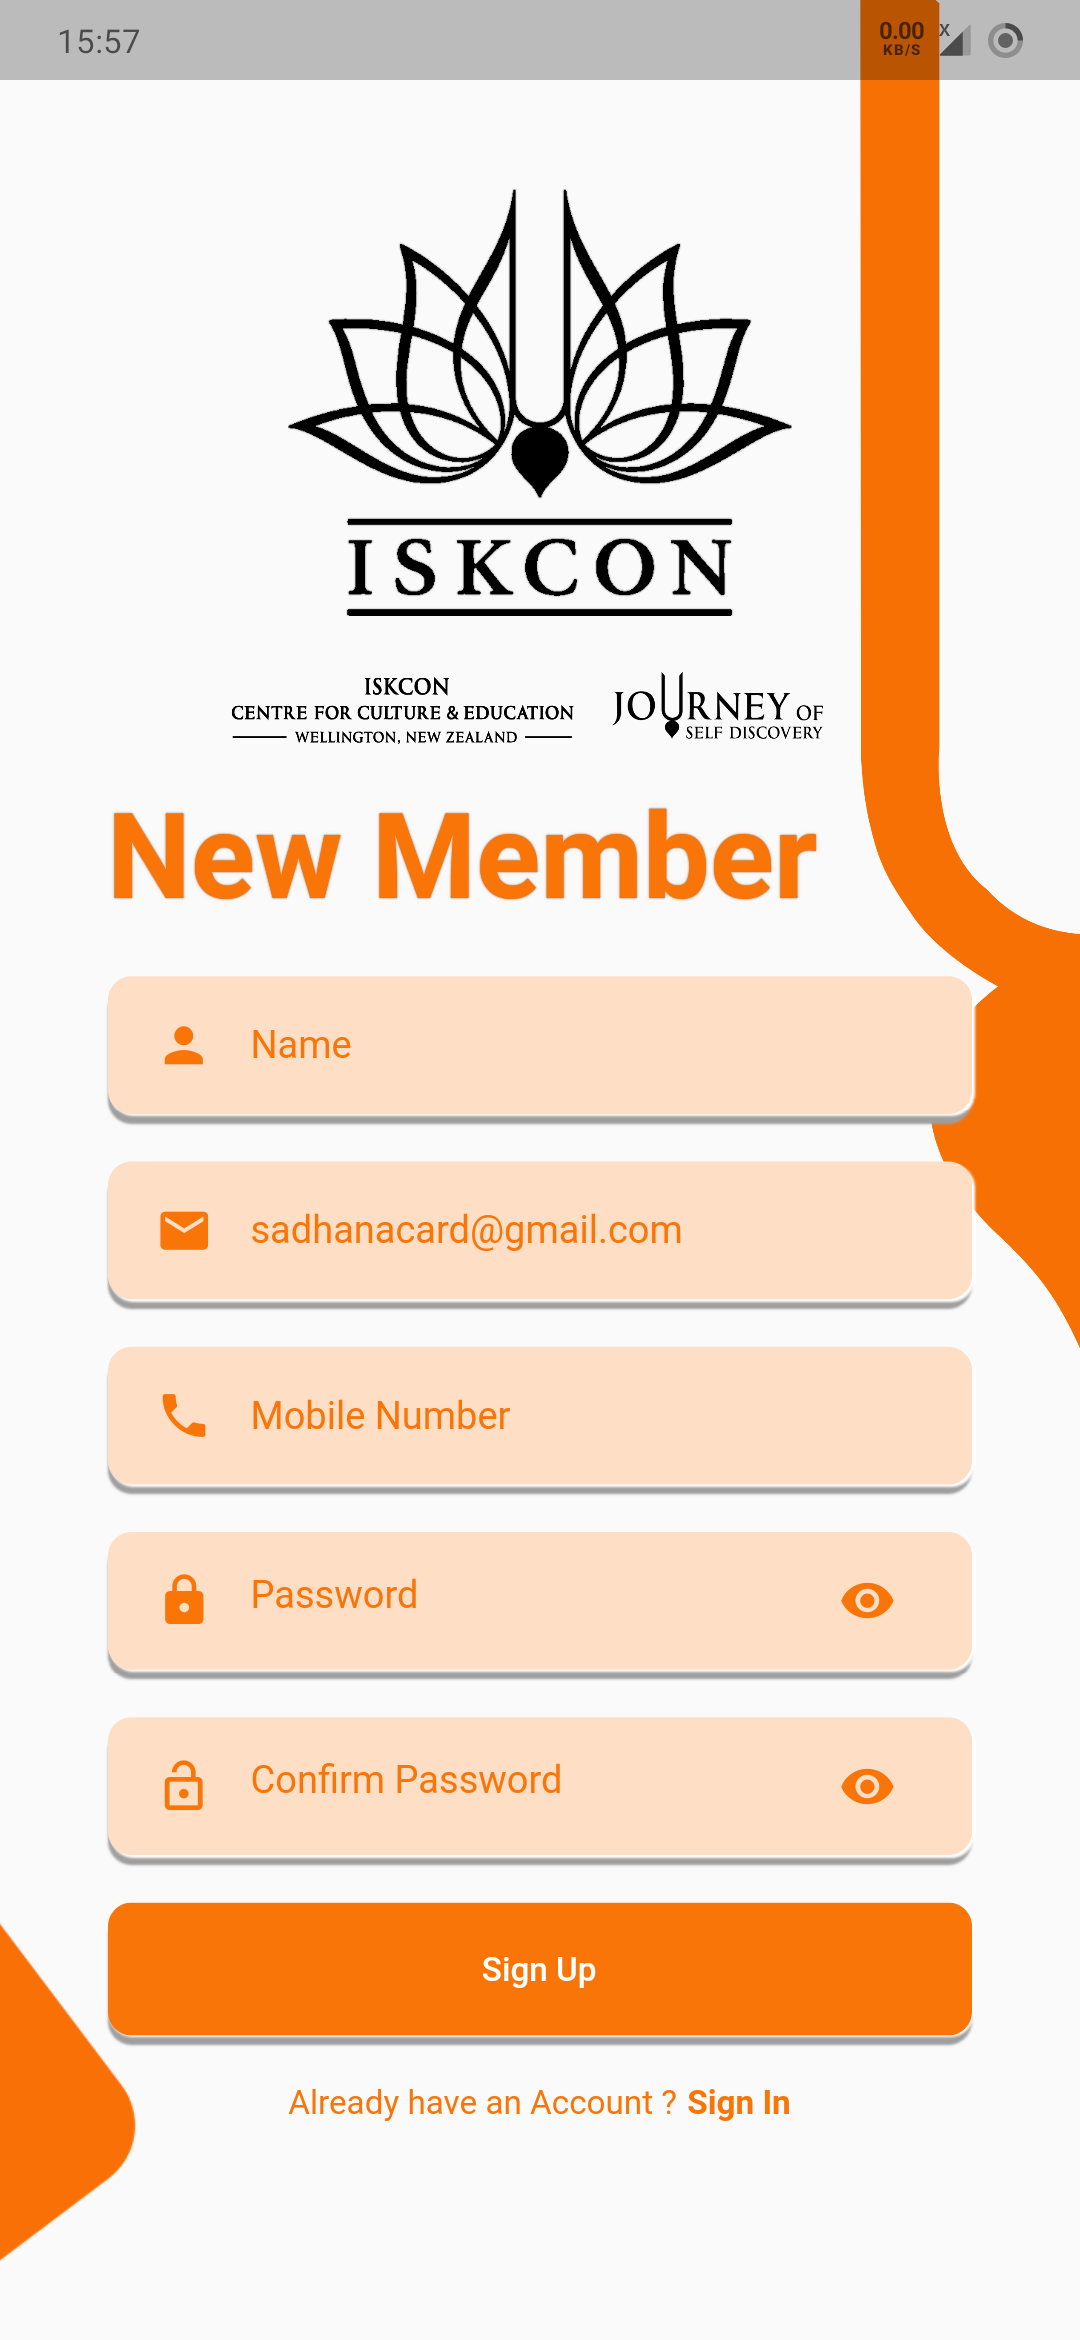 15:57
0.00
KB/S
X
ISKCON
ISKCON
CENTRE FOR CULTURE & EDUCATION
WELLINGTON, NEW ZEALAND
JOURNEY OF
SELF DISCOVERY
New Member
Name
sadhanacard@gmail.com
Mobile Number
Password
Confirm Password
Sign Up
Already have an Account ? Sign In